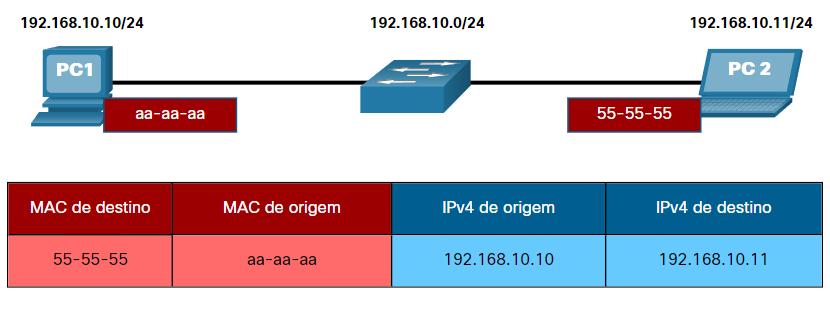 192.168.10.10/24
192.168.10.0/24
192.168.10.11/24
PC1
PC 2
aa-aa-aa
55-55-55
MAC de destino
MAC de origem
IPv4 de origem
IPv4 de destino
55-55-55
aa-aa-aa
192.168.10.10
192.168.10.11